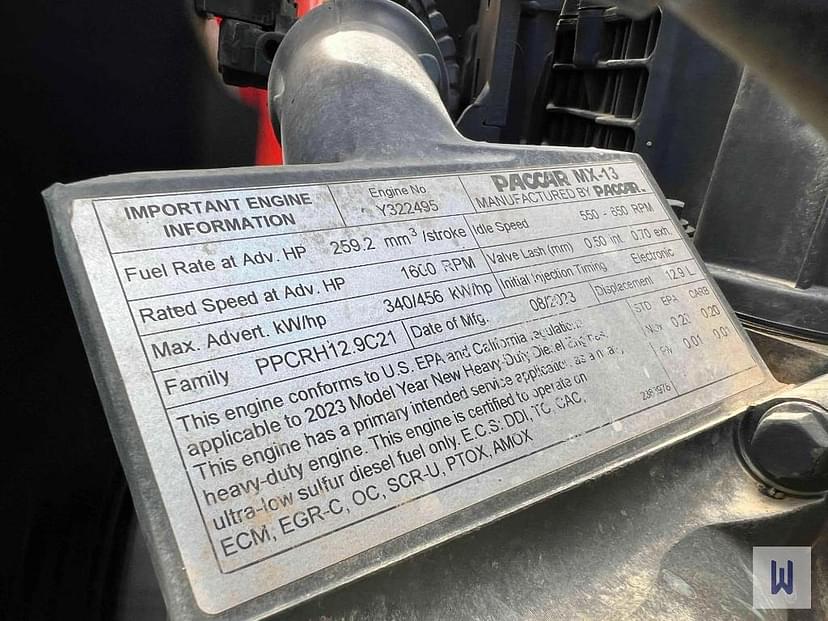 IMPORTANT ENGINE
INFORMATION
Engine No
Y322495
PACCAR MX-13
MANUFACTURED BY PACCAR
Fuel Rate at Adv. HP 259.2 mm³/stroke
Idle Speed 550 - 650 RPM
Rated Speed at Adv. HP 1600 RPM
Valve Lash (mm) 0.50 int. 0.70 exh.
Max. Advert. kW/hp 340/456 kW/hp
Initial Injection Timing Electronic
Family PPCRH12.9C21
Date of Mfg. 08/2023
Displacement 12.9 L
This engine conforms to U.S. EPA and California regulations
applicable to 2023 Model Year New Heavy-Duty Diesel Engines.
This engine has a primary intended service application as a
heavy-duty engine. This engine is certified to operate on
ultra-low sulfur diesel fuel only. E.C.S: DDI, TC, CAC,
ECM, EGR-C, OC, SCR-U, PTOX, AMOX
STD EPA CARB
NOx 0.20 0.20
PM 0.01 0.01
W